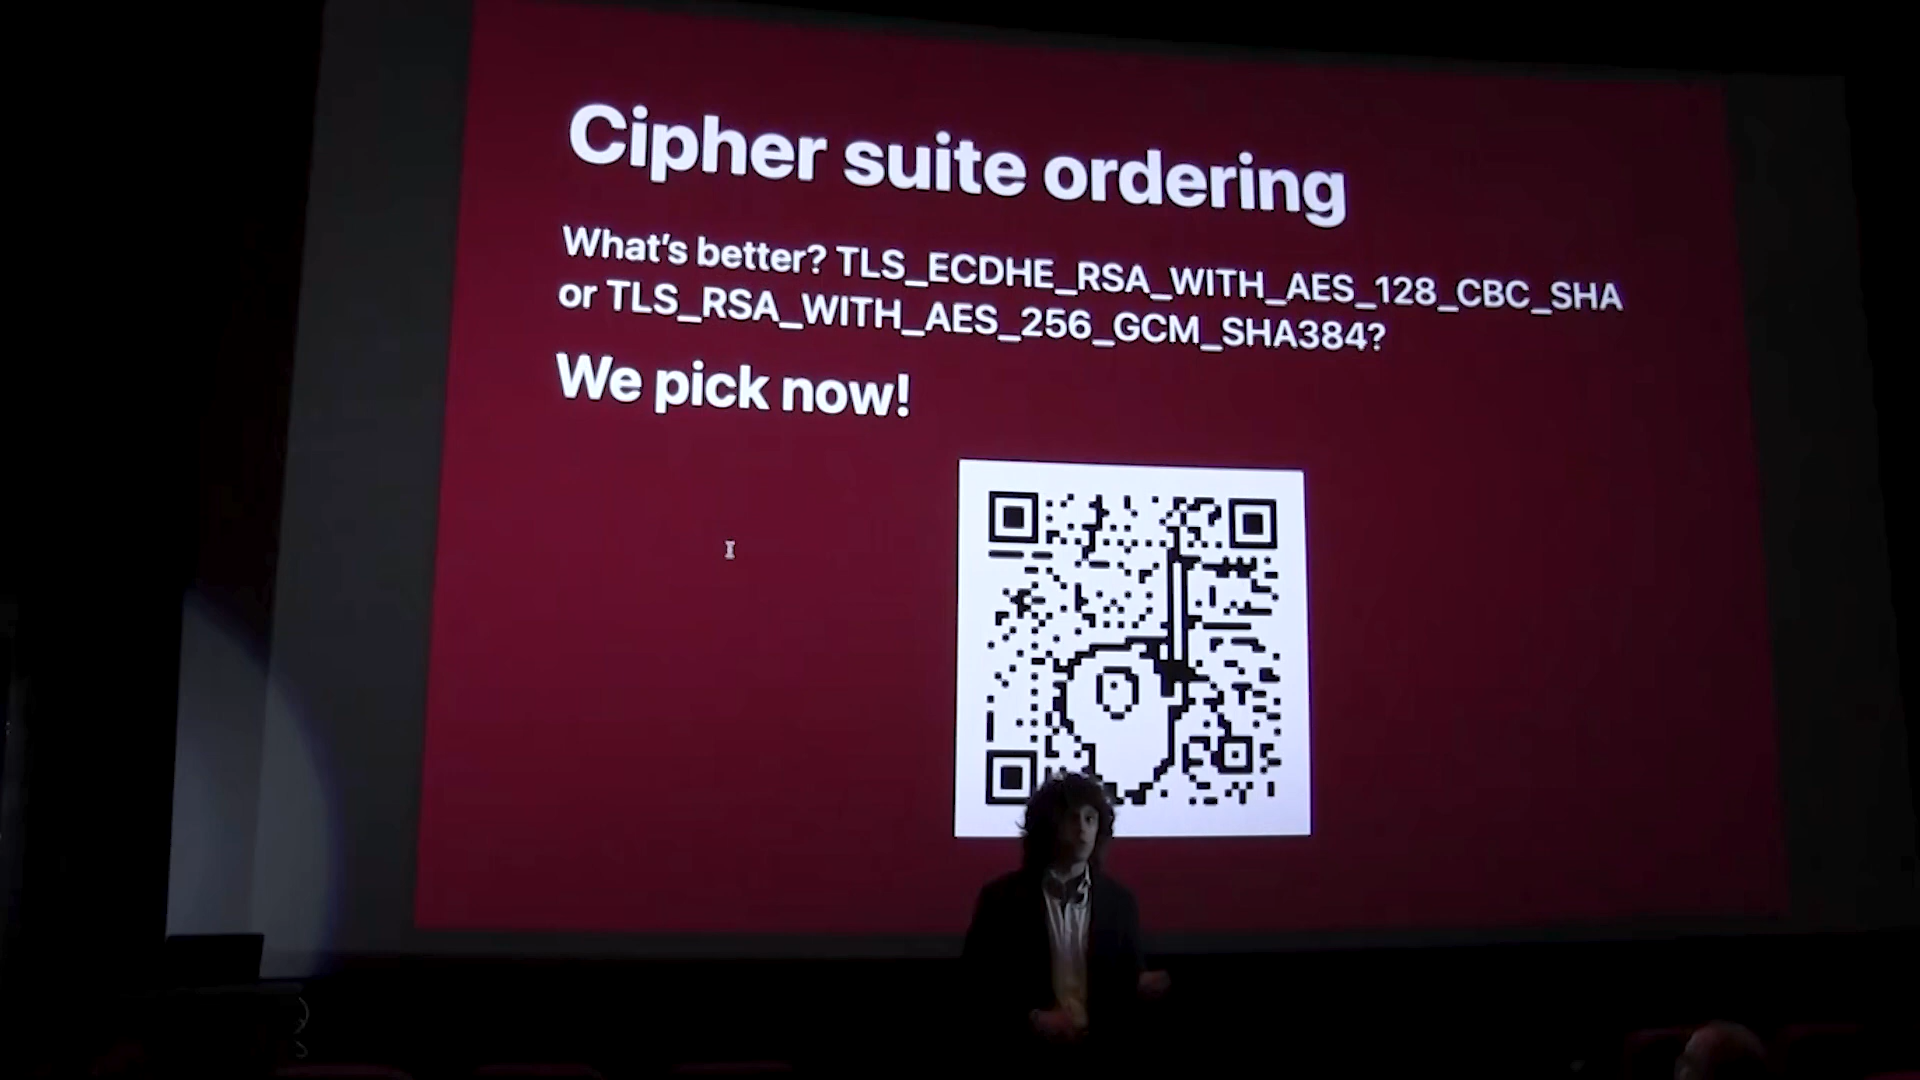 Cipher suite ordering
What's better? TLS_ECDHE_RSA_WITH_AES_128_CBC_SHA
or TLS_RSA_WITH_AES_256_GCM_SHA384?
We pick now!